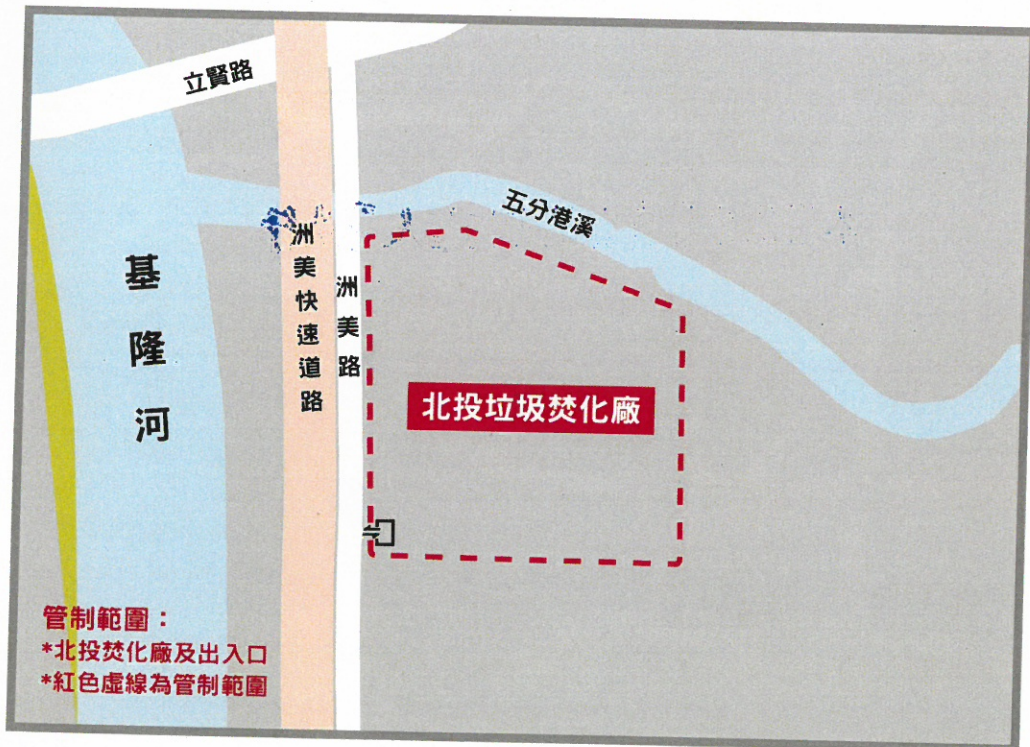 立賢路
五分港溪
基隆河
洲美快速道路
洲美路
北投垃圾焚化廠
管制範圍：
*北投焚化廠及出入口
*紅色虛線為管制範圍